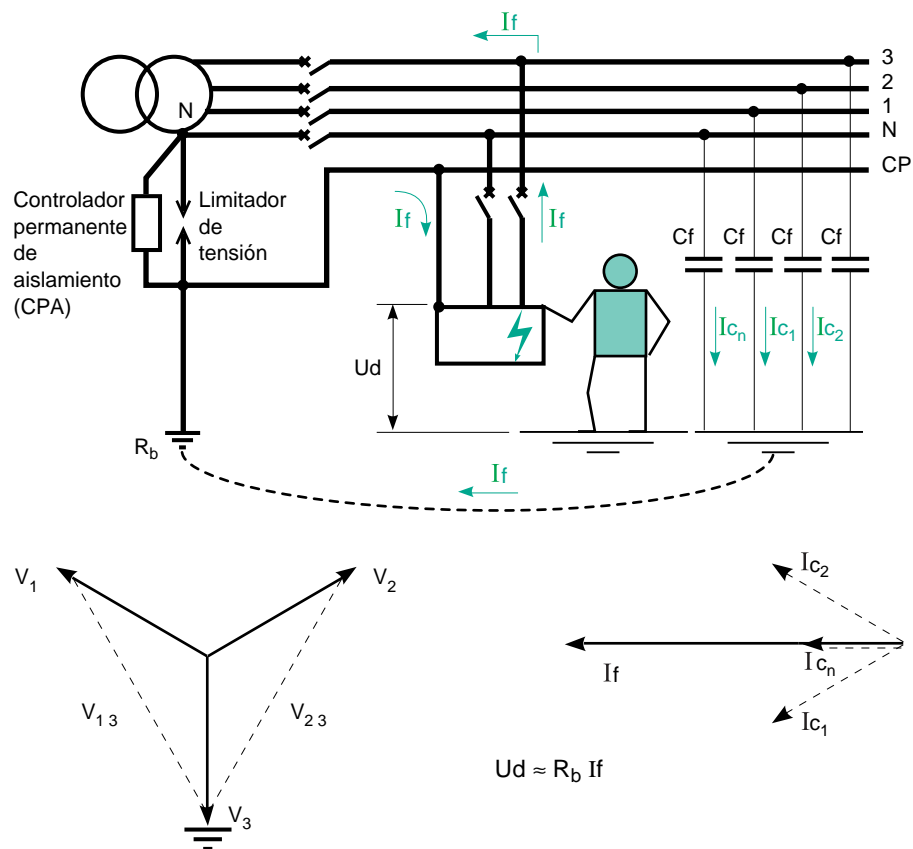 If
3
2
1
N
N
CP
Controlador
permanente
de
aislamiento
(CPA)
Limitador
de
tensión
If
If
Cf
Cf
Cf
Cf
Icn
Ic1
Ic2
Ud
Rb
If
V1
V2
V1 3
V2 3
V3
Ic2
If
Icn
Ic1
Ud ≈ Rb If